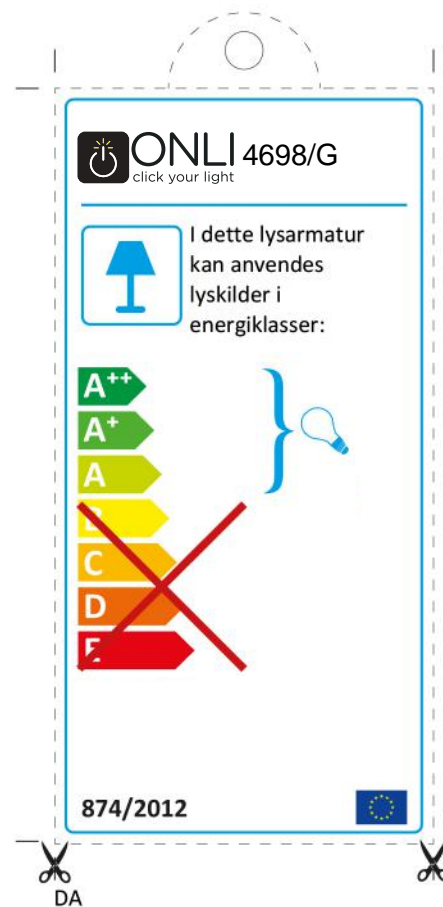 ONLI 4698/G
click your light
I dette lysarmatur
kan anvendes
lyskilder i
energiklasser:
A++
A+
A
B
C
D
E
874/2012
DA